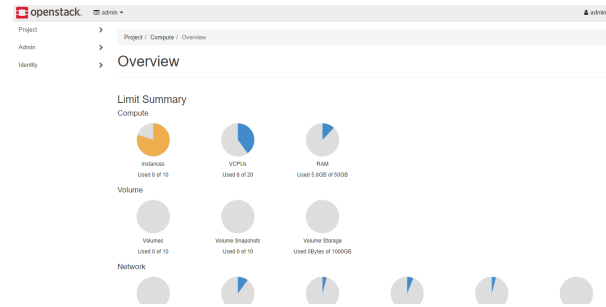 openstack. admin admin
Project
Admin
Identity
Project / Compute / Overview
Overview
Limit Summary
Compute
Instances VCPUs RAM
Used 8 of 10 Used 8 of 20 Used 5.8GB of 50GB
Volume
Volumes Volume Snapshots Volume Storage
Used 0 of 10 Used 0 of 10 Used 0Bytes of 1000GB
Network